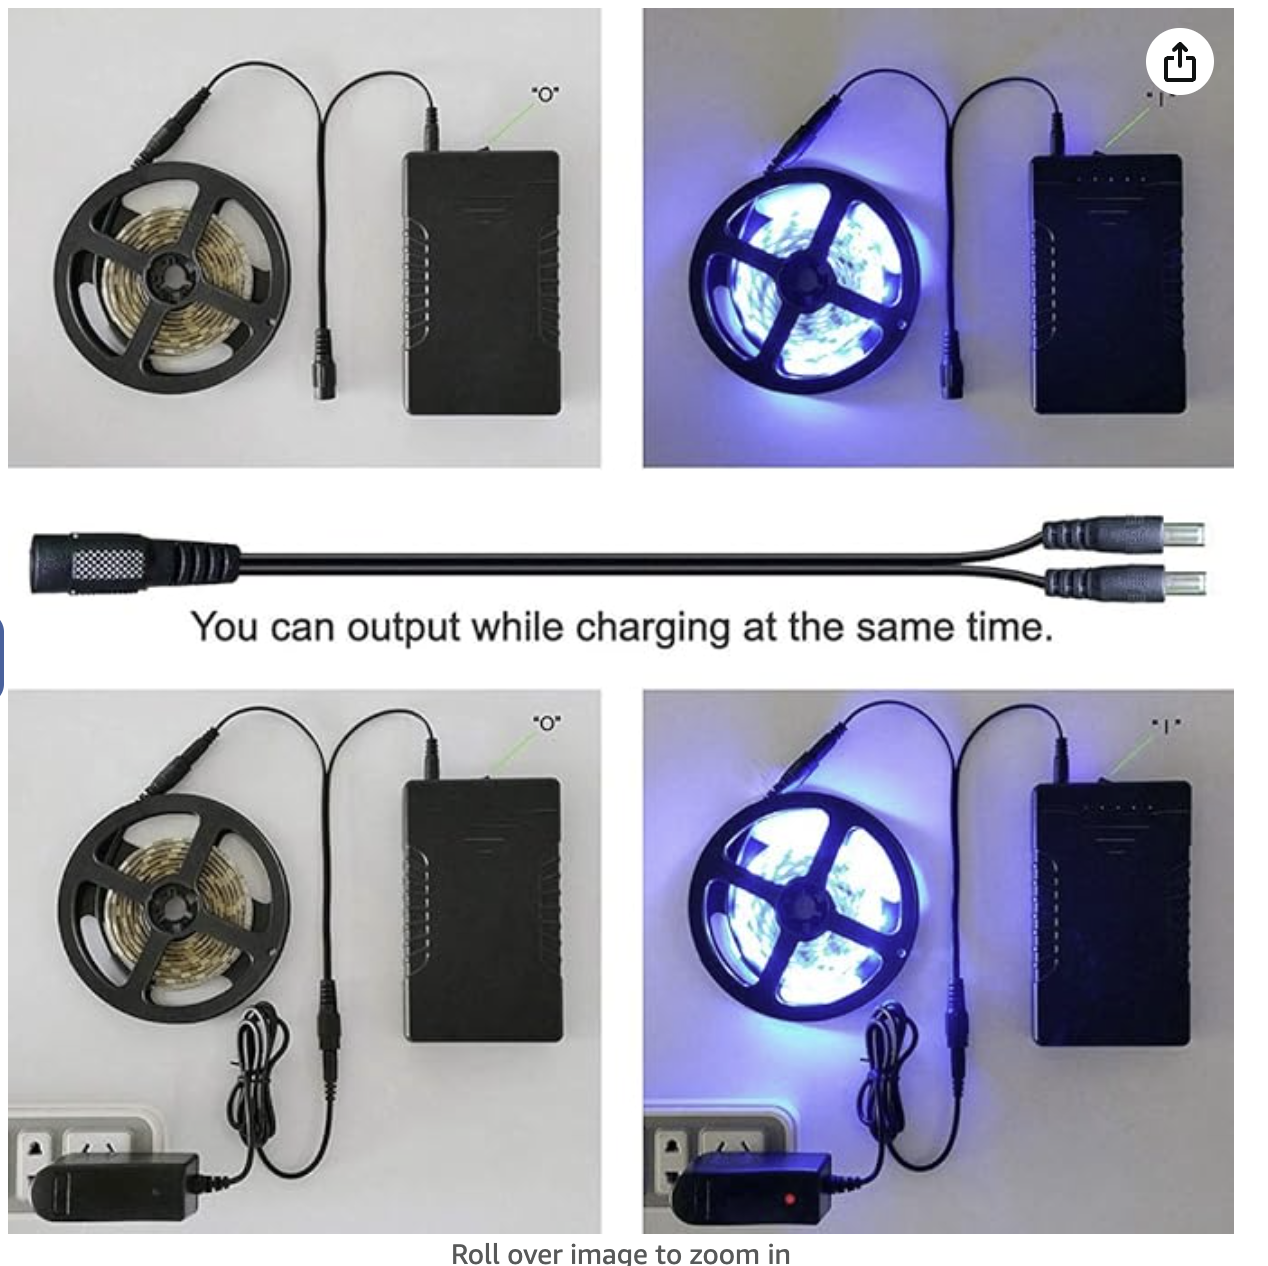 "O"
"I"
You can output while charging at the same time.
"O"
"I"
Roll over image to zoom in